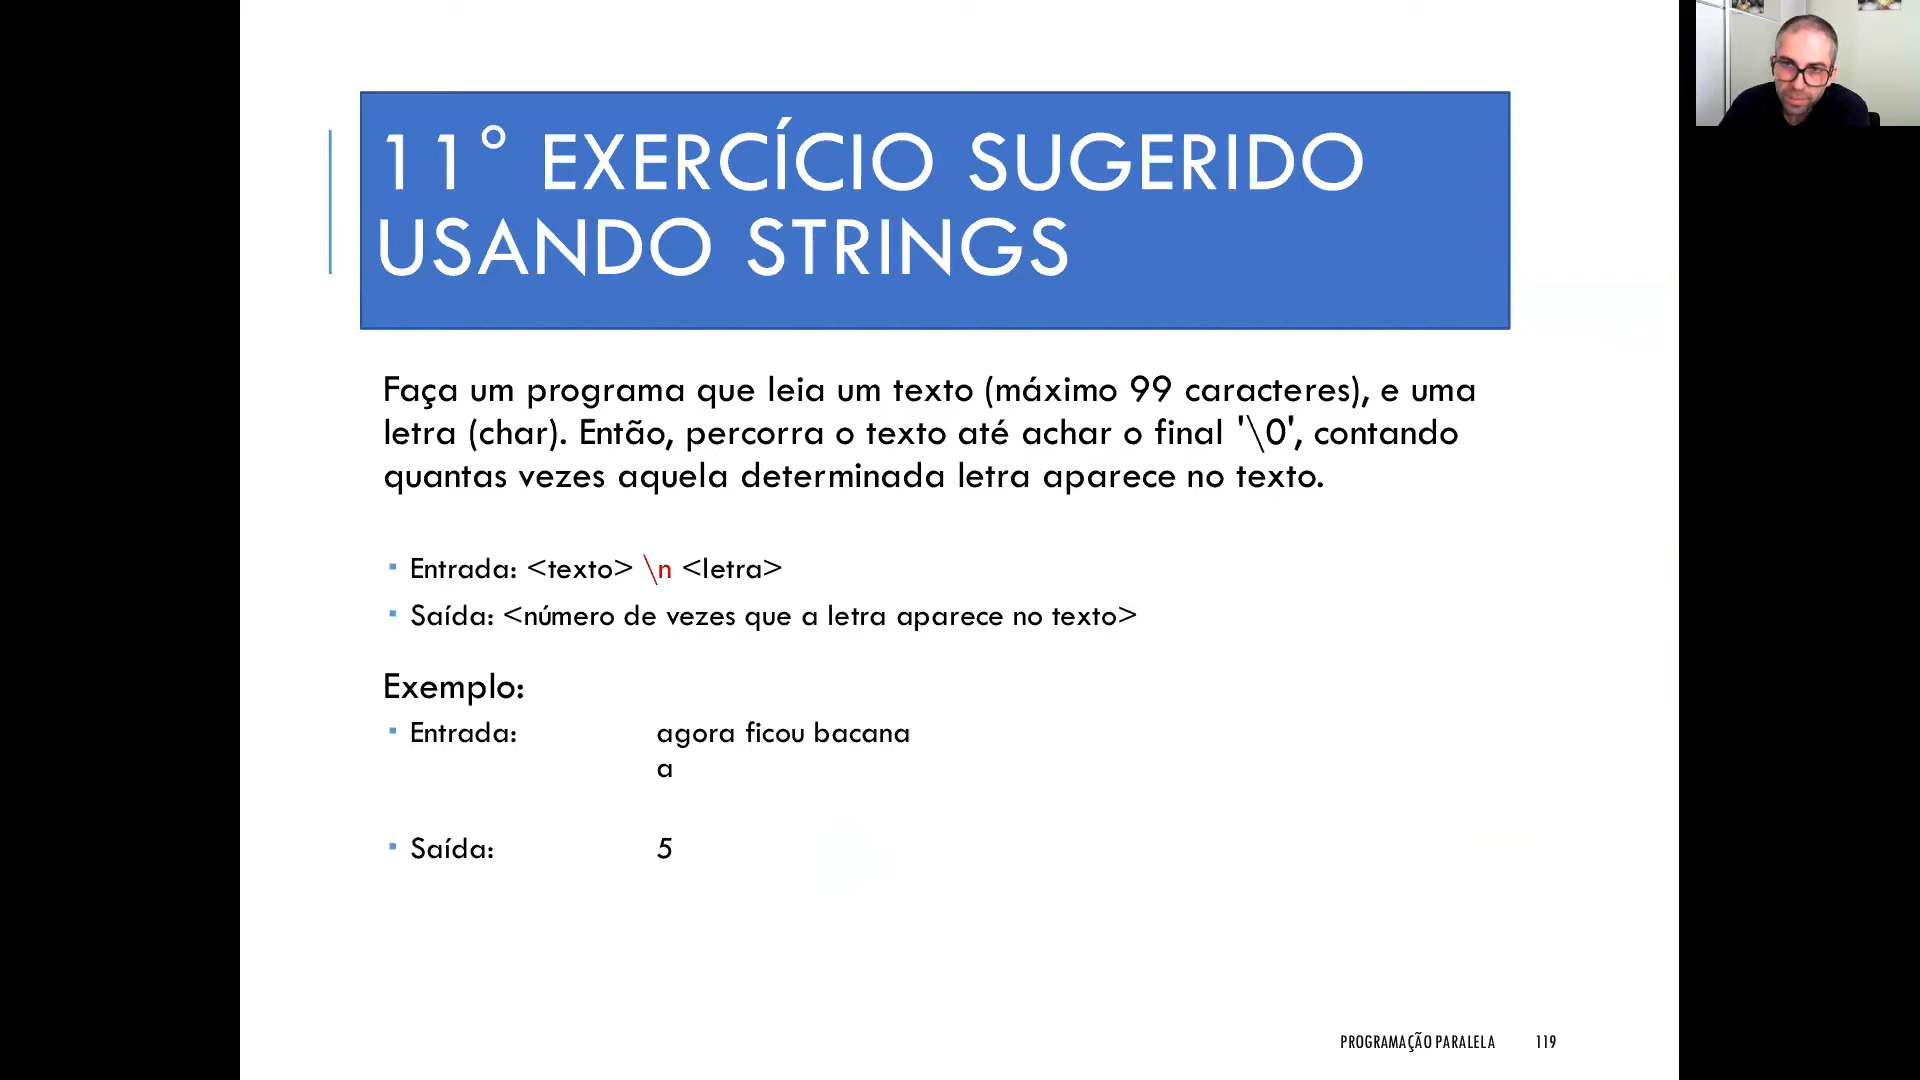 11° EXERCÍCIO SUGERIDO
USANDO STRINGS
Faça um programa que leia um texto (máximo 99 caracteres), e uma
letra (char). Então, percorra o texto até achar o final '\0', contando
quantas vezes aquela determinada letra aparece no texto.
▪ Entrada: <texto> \n <letra>
▪ Saída: <número de vezes que a letra aparece no texto>
Exemplo:
▪ Entrada: agora ficou bacana
a
▪ Saída: 5
PROGRAMAÇÃO PARALELA 119